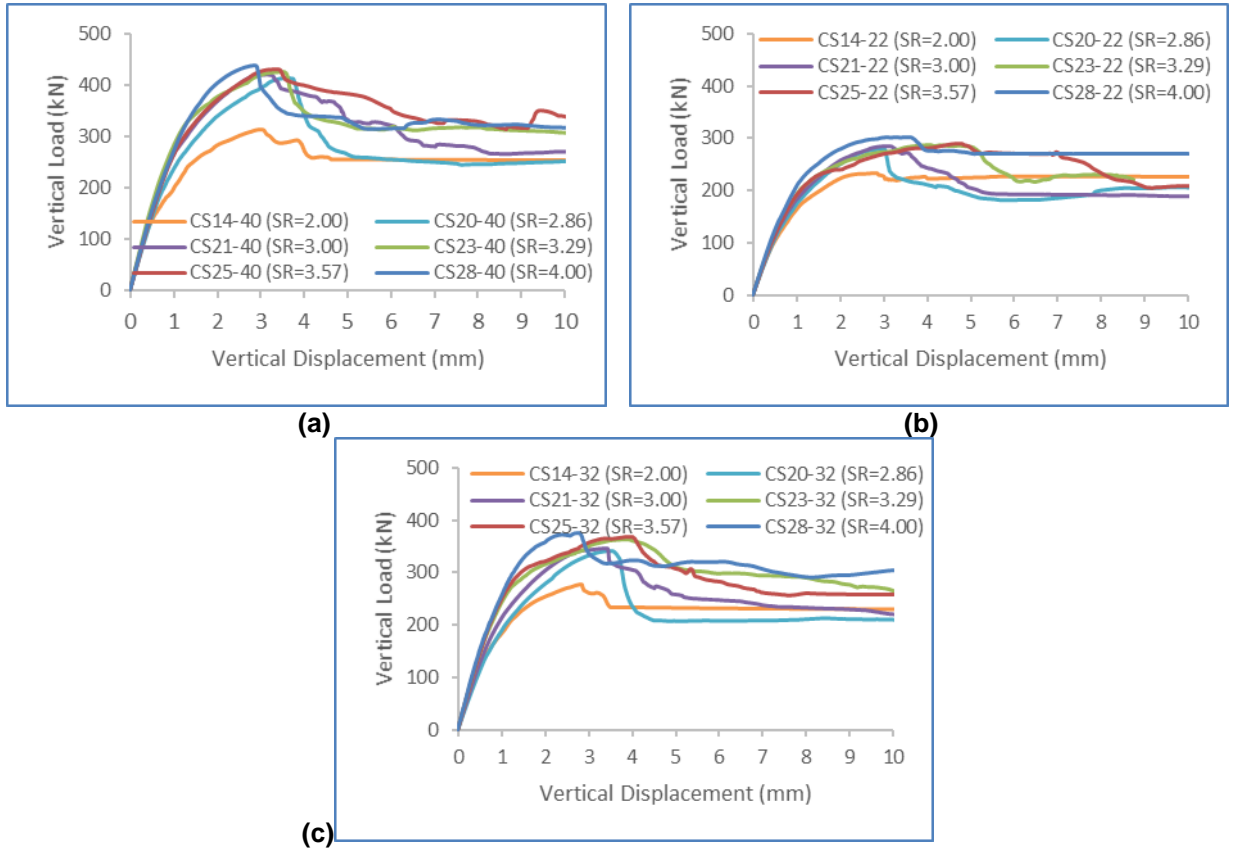 500
400
300
200
100
0
Vertical Load (kN)
CS14-40 (SR=2.00) CS20-40 (SR=2.86)
CS21-40 (SR=3.00) CS23-40 (SR=3.29)
CS25-40 (SR=3.57) CS28-40 (SR=4.00)
0 1 2 3 4 5 6 7 8 9 10
Vertical Displacement (mm)
(a)
500
400
300
200
100
0
Vertical Load (kN)
CS14-22 (SR=2.00) CS20-22 (SR=2.86)
CS21-22 (SR=3.00) CS23-22 (SR=3.29)
CS25-22 (SR=3.57) CS28-22 (SR=4.00)
0 1 2 3 4 5 6 7 8 9 10
Vertical Displacement (mm)
(b)
500
400
300
200
100
0
Vertical Load (kN)
CS14-32 (SR=2.00) CS20-32 (SR=2.86)
CS21-32 (SR=3.00) CS23-32 (SR=3.29)
CS25-32 (SR=3.57) CS28-32 (SR=4.00)
0 1 2 3 4 5 6 7 8 9 10
Vertical Displacement (mm)
(c)